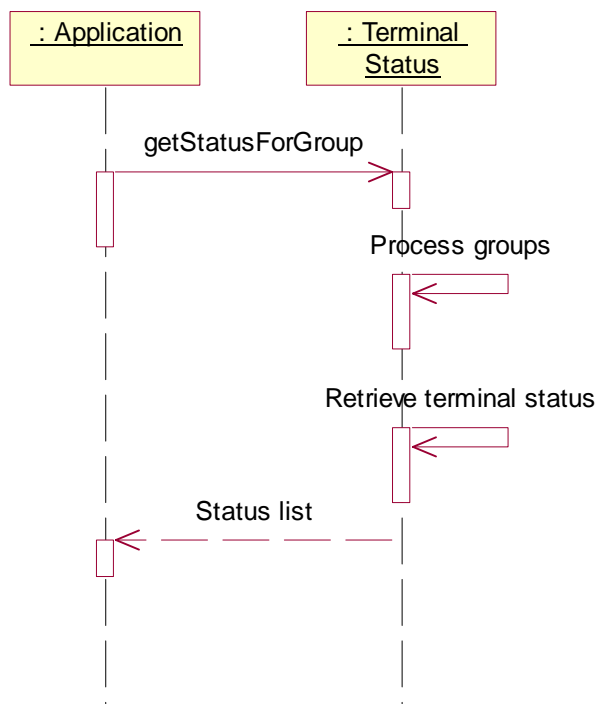 : Application
: Terminal
Status
getStatusForGroup
Process groups
Retrieve terminal status
Status list